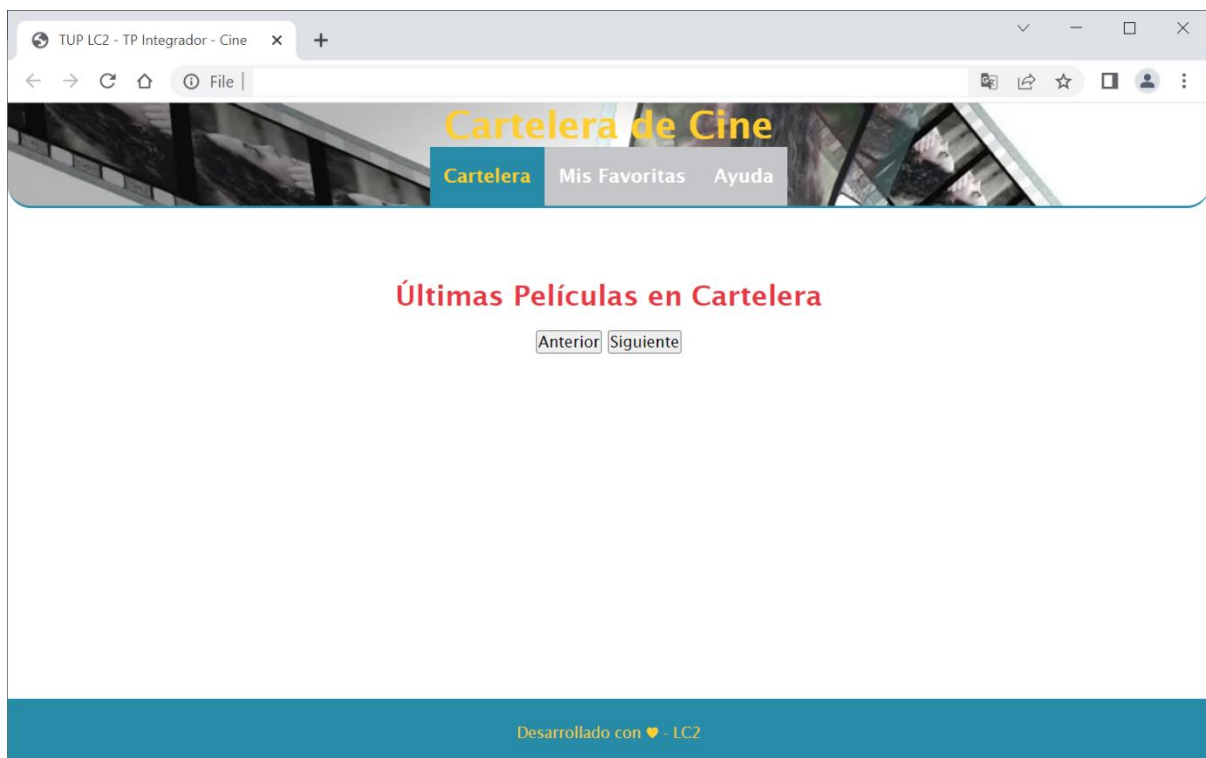 TUP LC2 - TP Integrador - Cine
File
Cartelera de Cine
Cartelera Mis Favoritas Ayuda
Últimas Películas en Cartelera
Anterior Siguiente
Desarrollado con ♥ - LC2